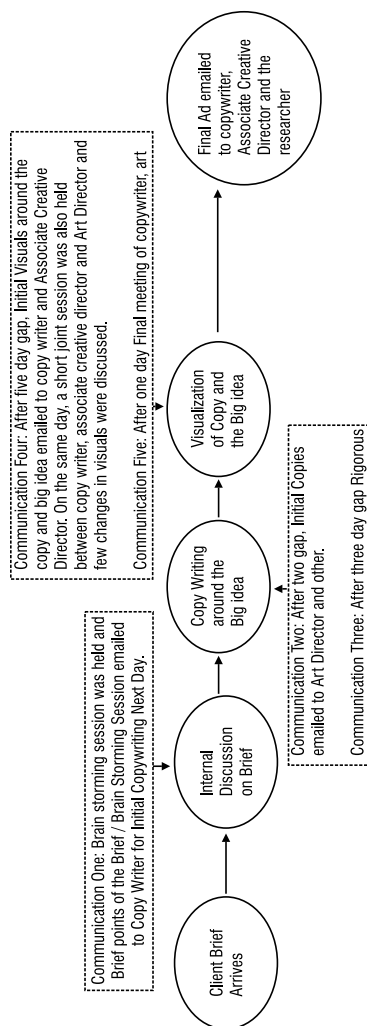 Communication One: Brain storming session was held and
Brief points of the Brief / Brain Storming Session emailed
to Copy Writer for Initial Copywriting Next Day.
Communication Four: After five day gap, Initial Visuals around the
copy and big idea emailed to copy writer and Associate Creative
Director. On the same day, a short joint session was also held
between copy writer, associate creative director and Art Director and
few changes in visuals were discussed.
Communication Five: After one day Final meeting of copywriter, art
Client Brief
Arrives
Internal
Discussion
on Brief
Copy Writing
around the
Big idea
Visualization
of Copy and
the Big idea
Final Ad emailed
to copywriter,
Associate Creative
Director and the
researcher
Communication Two: After two gap, Initial Copies
emailed to Art Director and other.
Communication Three: After three day gap Rigorous